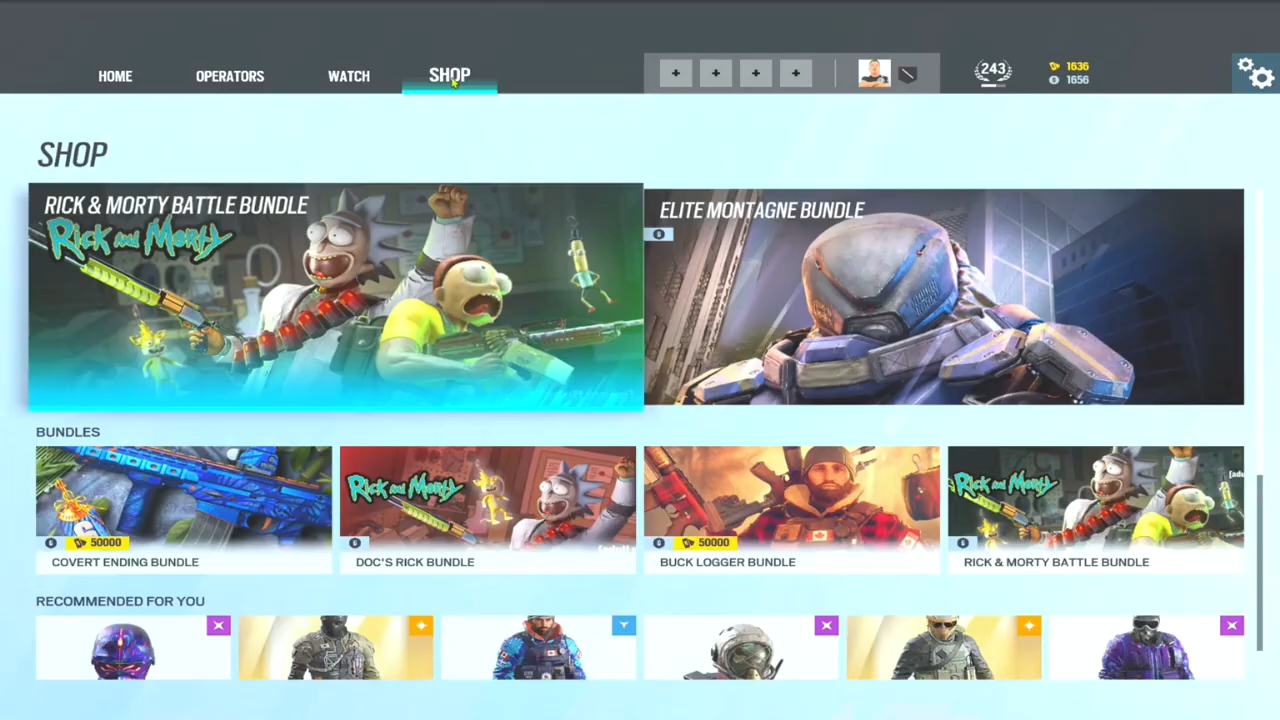 HOME
OPERATORS
WATCH
SHOP
243
1636
1656
SHOP
RICK & MORTY BATTLE BUNDLE
Rick and Morty
ELITE MONTAGNE BUNDLE
BUNDLES
Rick and Morty
Rick and Morty
50000
50000
COVERT ENDING BUNDLE
DOC'S RICK BUNDLE
BUCK LOGGER BUNDLE
RICK & MORTY BATTLE BUNDLE
RECOMMENDED FOR YOU